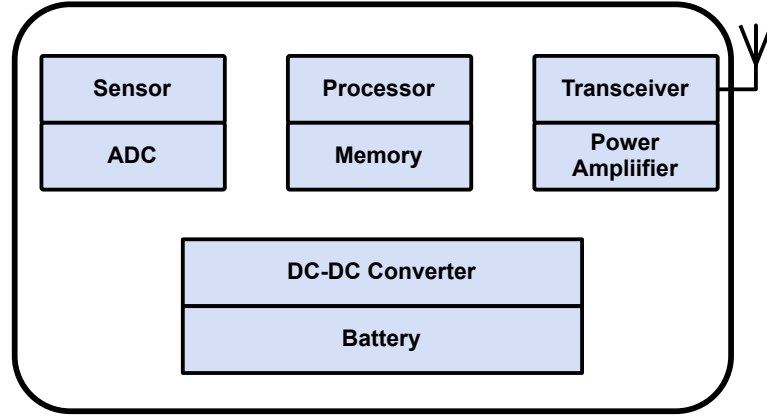 Sensor
ADC
Processor
Memory
Transceiver
Power
Ampliifier
DC-DC Converter
Battery